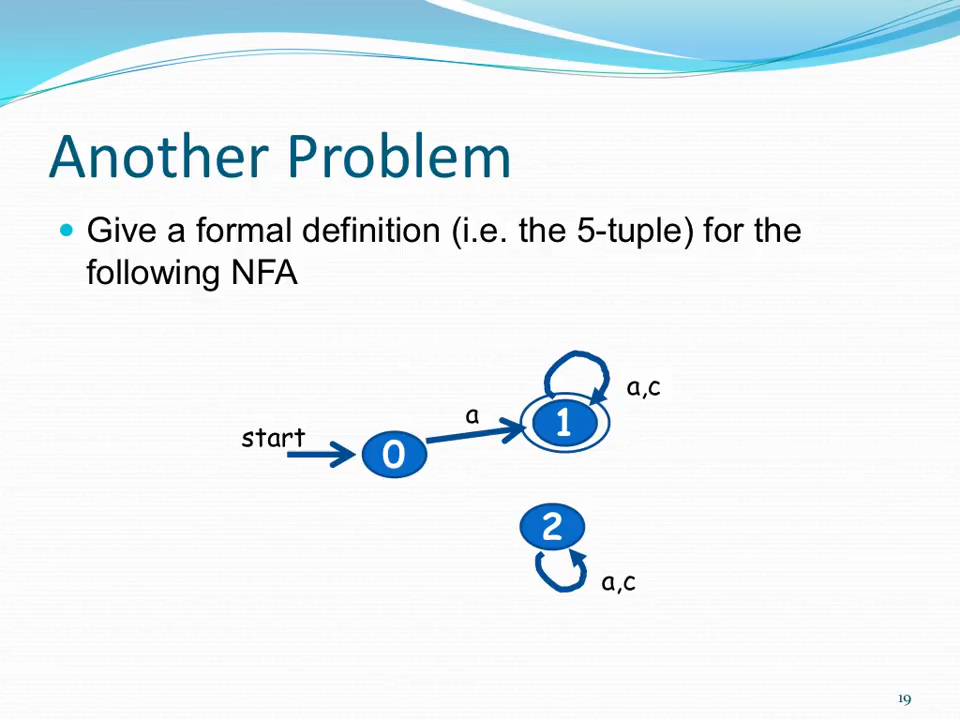 Another Problem
Give a formal definition (i.e. the 5-tuple) for the
following NFA
a,c
a
1
start
0
2
a,c
19